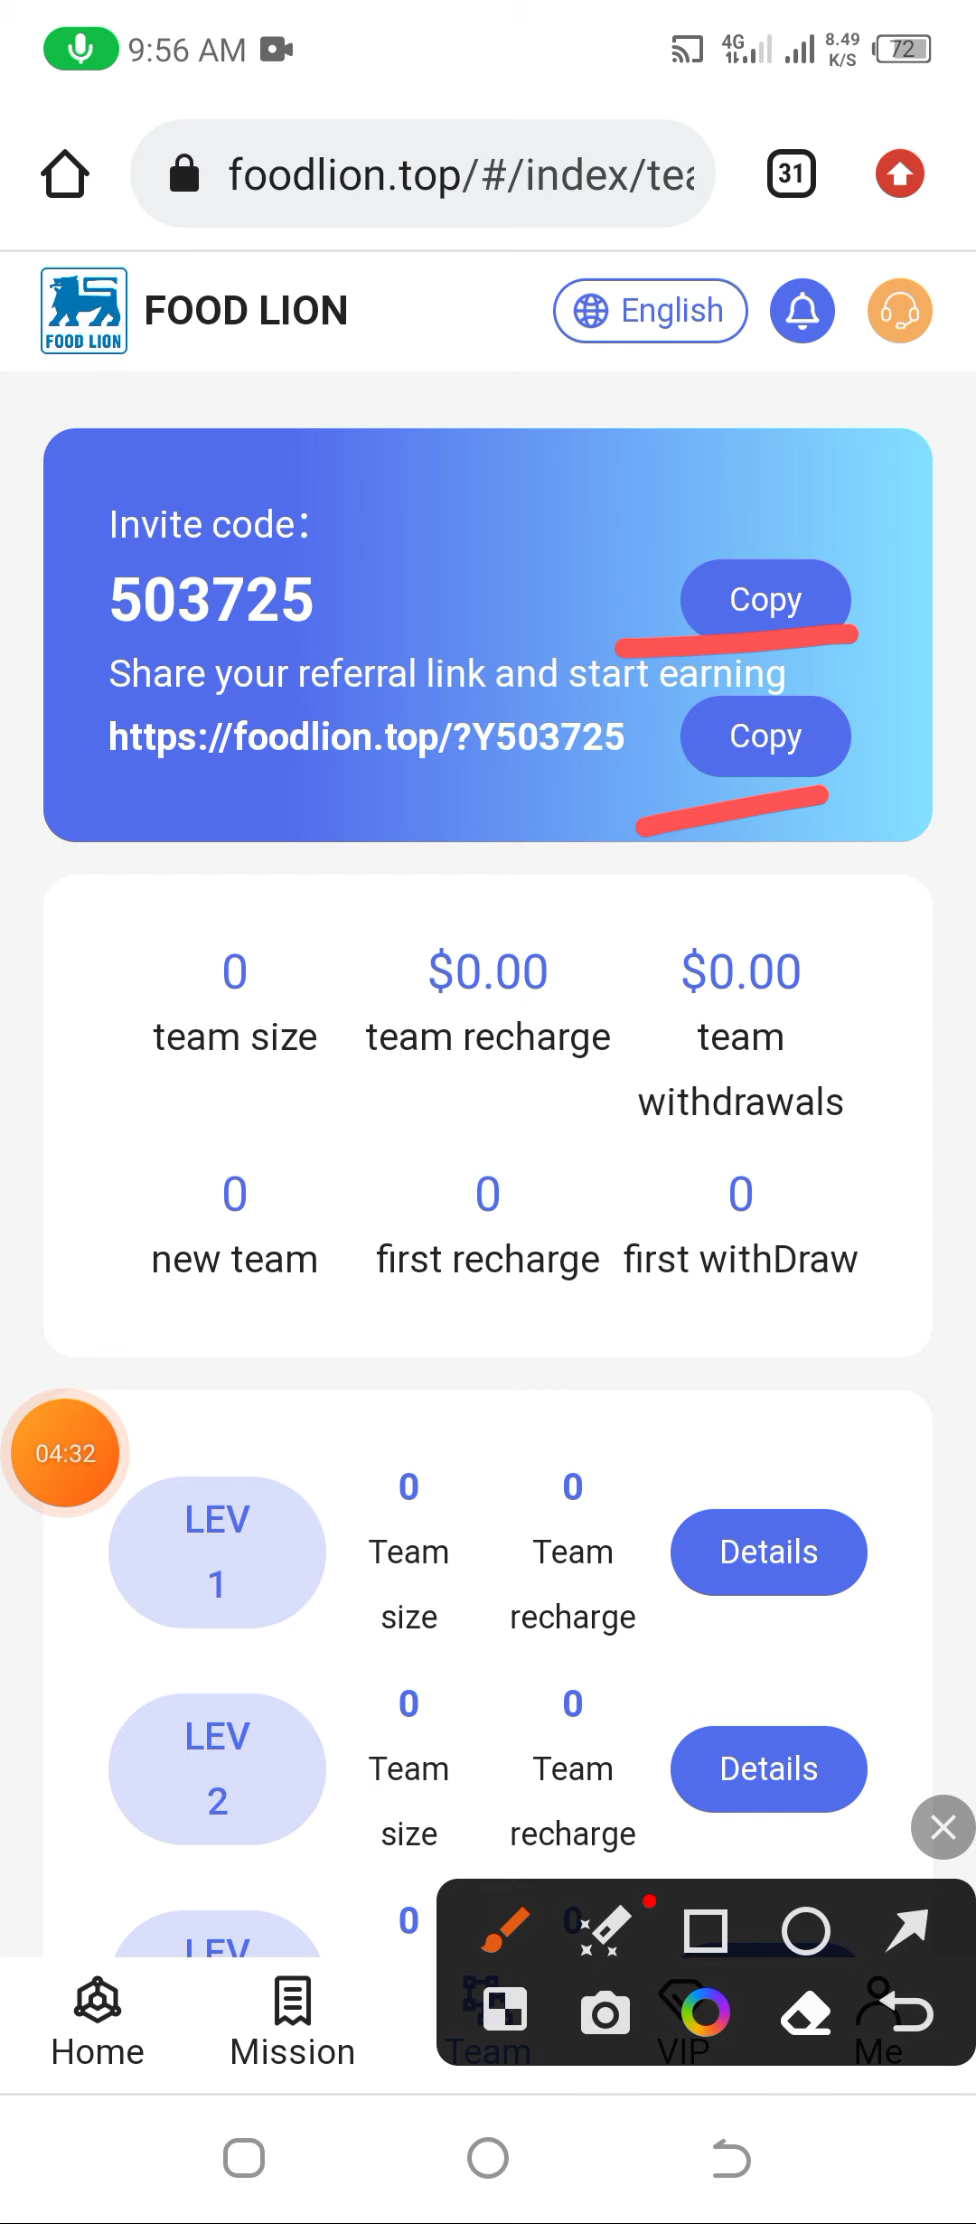 9:56 AM
4G
8.49
K/S
72
foodlion.top/#/index/tea
31
FOOD LION
FOOD LION
English
Invite code:
503725
Copy
Share your referral link and start earning
https://foodlion.top/?Y503725
Copy
0
$0.00
$0.00
team size
team recharge
team
withdrawals
0
0
0
new team
first recharge
first withDraw
04:32
LEV
1
0
Team
size
0
Team
recharge
Details
LEV
2
0
Team
size
0
Team
recharge
Details
LEV
0
0
Home
Mission
Team
VIP
Me